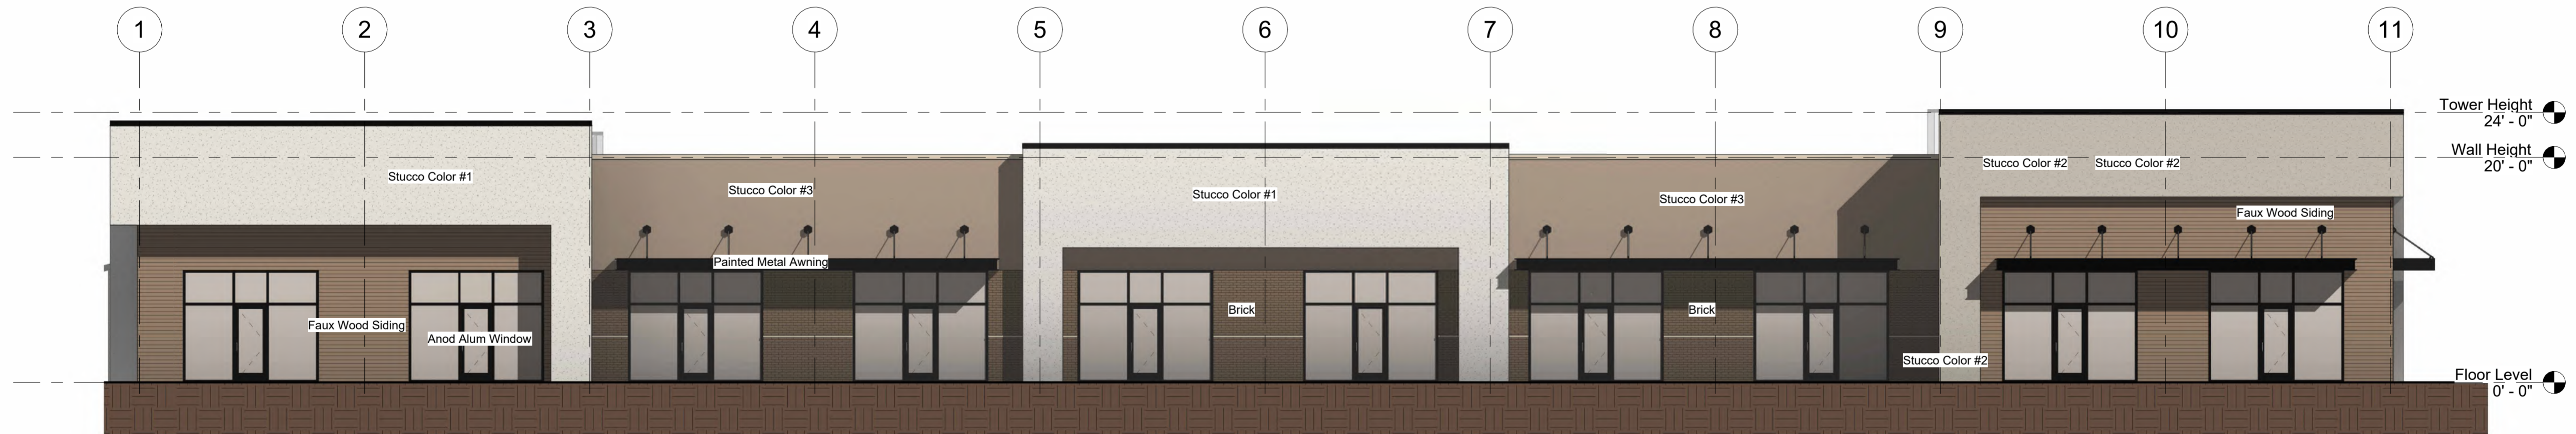 1 2 3 4 5 6 7 8 9 10 11
Tower Height
24' - 0"
Wall Height
20' - 0"
Stucco Color #1
Stucco Color #3
Stucco Color #1
Stucco Color #3
Stucco Color #2
Stucco Color #2
Faux Wood Siding
Painted Metal Awning
Faux Wood Siding
Anod Alum Window
Brick
Brick
Stucco Color #2
Floor Level
0' - 0"